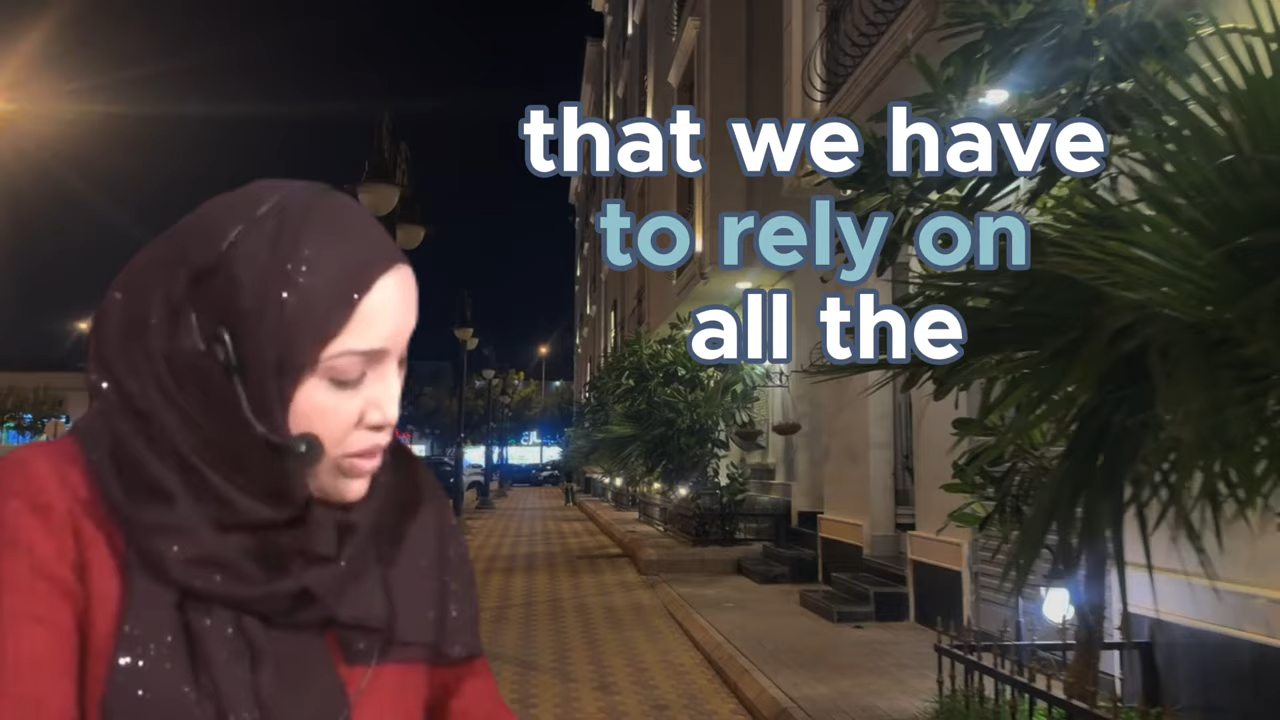 that we have
to rely on
all the